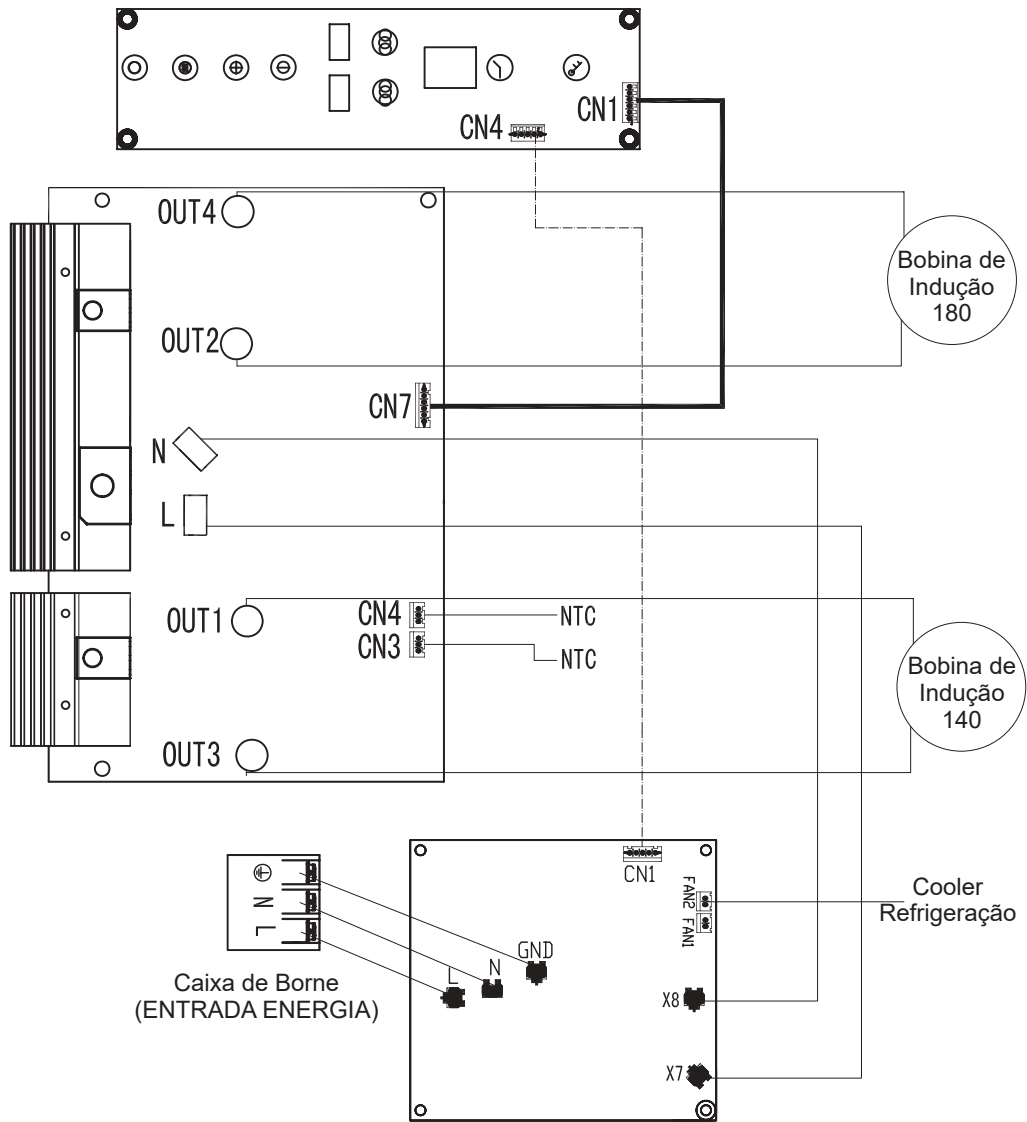 CN1
CN4
OUT4
Bobina de
Indução
180
OUT2
CN7
N
L
CN4
NTC
OUT1
CN3
NTC
Bobina de
Indução
140
OUT3
CN1
FAN2
FAN1
Cooler
Refrigeração
N
L
GND
N
L
Caixa de Borne
(ENTRADA ENERGIA)
X8
X7